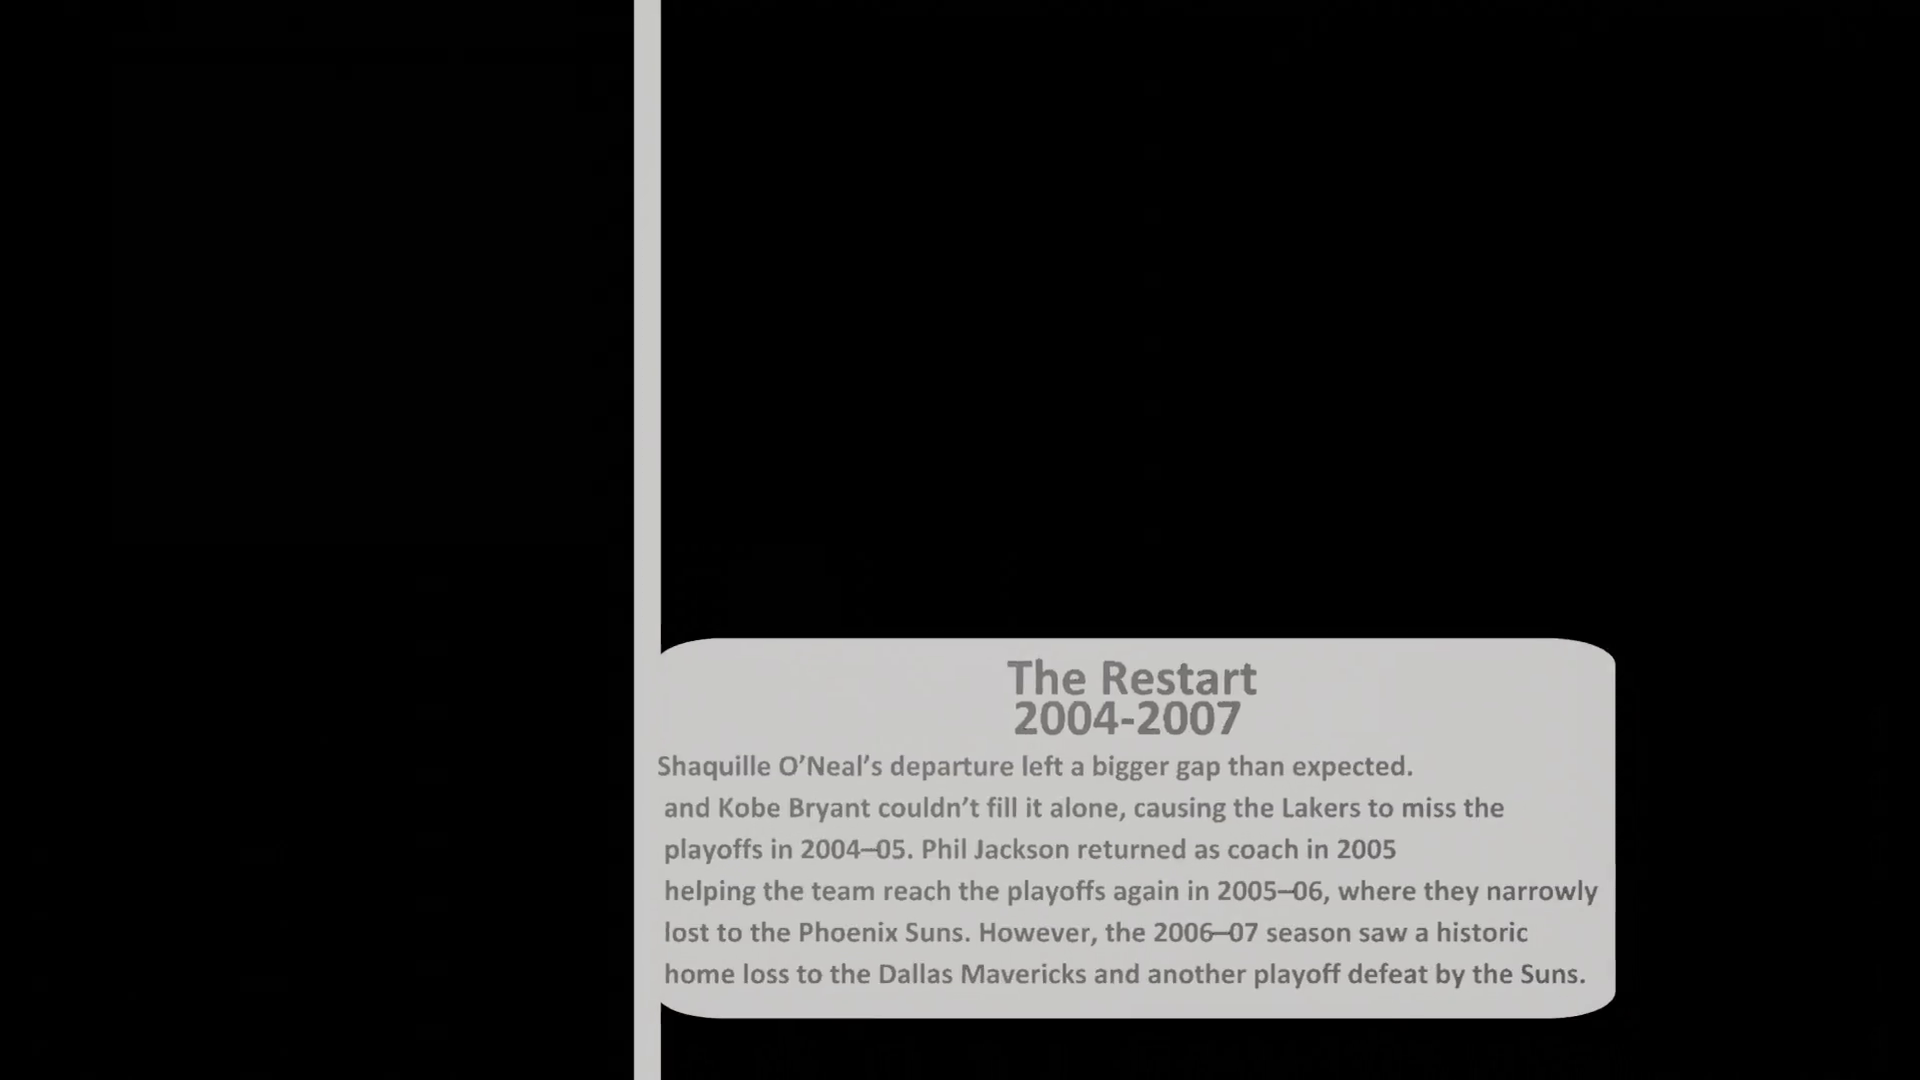 The Restart
2004-2007
Shaquille O’Neal’s departure left a bigger gap than expected.
and Kobe Bryant couldn’t fill it alone, causing the Lakers to miss the
playoffs in 2004–05. Phil Jackson returned as coach in 2005
helping the team reach the playoffs again in 2005–06, where they narrowly
lost to the Phoenix Suns. However, the 2006–07 season saw a historic
home loss to the Dallas Mavericks and another playoff defeat by the Suns.